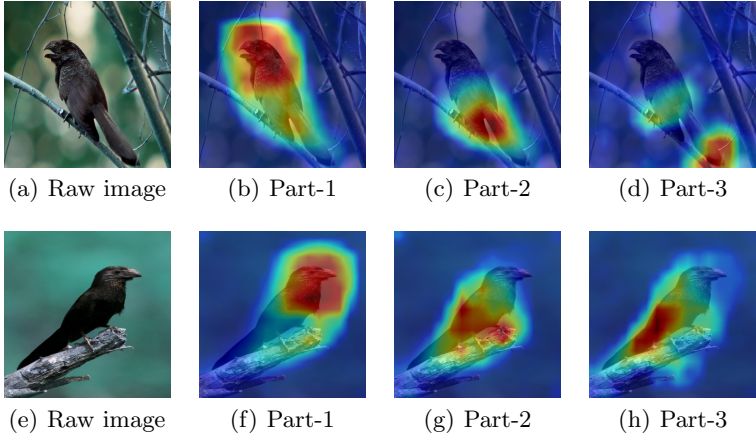 (a) Raw image (b) Part-1 (c) Part-2 (d) Part-3
(e) Raw image (f) Part-1 (g) Part-2 (h) Part-3